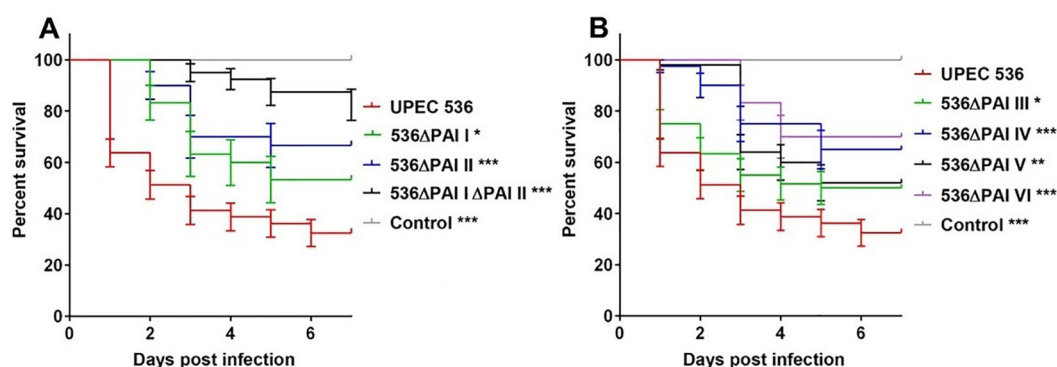 A
Percent survival
100
80
60
40
20
0
0
2
4
6
Days post infection
UPEC 536
536ΔPAI I *
536ΔPAI II ***
536ΔPAI I ΔPAI II ***
Control ***
B
Percent survival
100
80
60
40
20
0
0
2
4
6
Days post infection
UPEC 536
536ΔPAI III *
536ΔPAI IV ***
536ΔPAI V **
536ΔPAI VI ***
Control ***